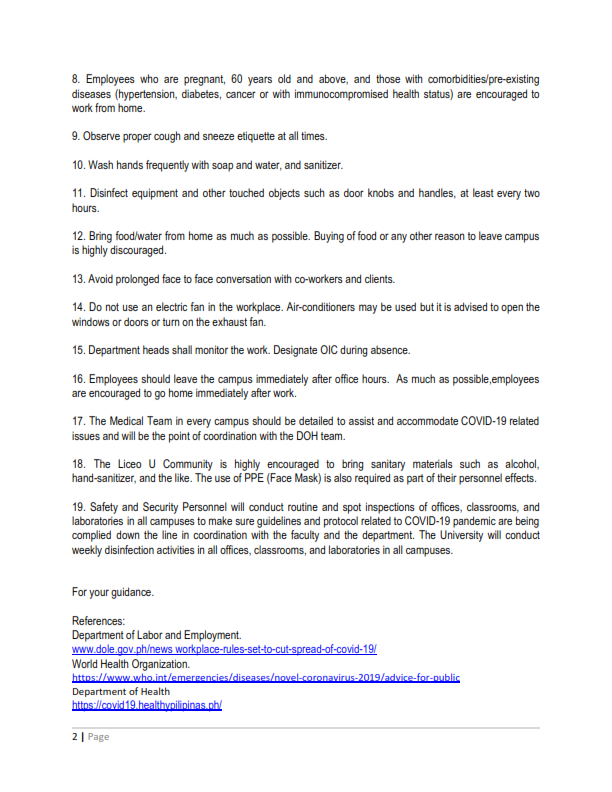 8. Employees who are pregnant, 60 years old and above, and those with comorbidities/pre-existing
diseases (hypertension, diabetes, cancer or with immunocompromised health status) are encouraged to
work from home.
9. Observe proper cough and sneeze etiquette at all times.
10. Wash hands frequently with soap and water, and sanitizer.
11. Disinfect equipment and other touched objects such as door knobs and handles, at least every two
hours.
12. Bring food/water from home as much as possible. Buying of food or any other reason to leave campus
is highly discouraged.
13. Avoid prolonged face to face conversation with co-workers and clients.
14. Do not use an electric fan in the workplace. Air-conditioners may be used but it is advised to open the
windows or doors or turn on the exhaust fan.
15. Department heads shall monitor the work. Designate OIC during absence.
16. Employees should leave the campus immediately after office hours. As much as possible,employees
are encouraged to go home immediately after work.
17. The Medical Team in every campus should be detailed to assist and accommodate COVID-19 related
issues and will be the point of coordination with the DOH team.
18. The Liceo U Community is highly encouraged to bring sanitary materials such as alcohol,
hand-sanitizer, and the like. The use of PPE (Face Mask) is also required as part of their personnel effects.
19. Safety and Security Personnel will conduct routine and spot inspections of offices, classrooms, and
laboratories in all campuses to make sure guidelines and protocol related to COVID-19 pandemic are being
complied down the line in coordination with the faculty and the department. The University will conduct
weekly disinfection activities in all offices, classrooms, and laboratories in all campuses.
For your guidance.
References:
Department of Labor and Employment.
www.dole.gov.ph/news workplace-rules-set-to-cut-spread-of-covid-19/
World Health Organization.
https://www.who.int/emergencies/diseases/novel-coronavirus-2019/advice-for-public
Department of Health
https://covid19.healthypilipinas.ph/
2 | Page